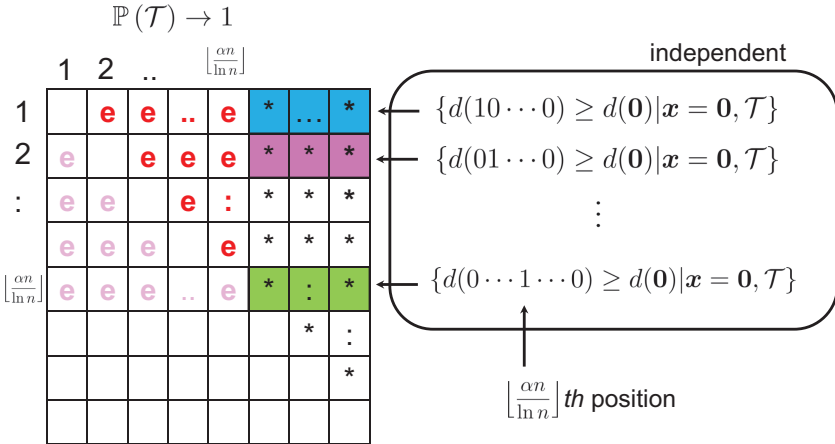 ℙ(𝒯) → 1
1 2 .. ⌊αn/ln n⌋
independent
1 e e .. e * ... *
{d(10⋯0) ≥ d(𝟎)|𝒙 = 𝟎, 𝒯}
2 e e e e * * *
{d(01⋯0) ≥ d(𝟎)|𝒙 = 𝟎, 𝒯}
: e e e : * * *
⋮
e e e e * * *
⌊αn/ln n⌋ e e e .. e * : *
{d(0⋯1⋯0) ≥ d(𝟎)|𝒙 = 𝟎, 𝒯}
* :
*
⌊αn/ln n⌋th position